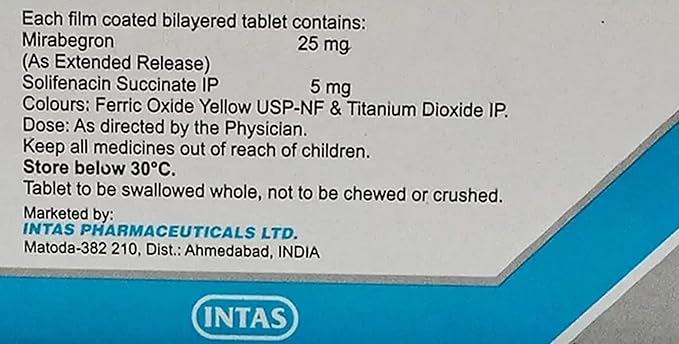 Each film coated bilayered tablet contains:
Mirabegron 25 mg
(As Extended Release)
Solifenacin Succinate IP 5 mg
Colours: Ferric Oxide Yellow USP-NF & Titanium Dioxide IP.
Dose: As directed by the Physician.
Keep all medicines out of reach of children.
Store below 30°C.
Tablet to be swallowed whole, not to be chewed or crushed.
Marketed by:
INTAS PHARMACEUTICALS LTD.
Matoda-382 210, Dist.: Ahmedabad, INDIA
INTAS